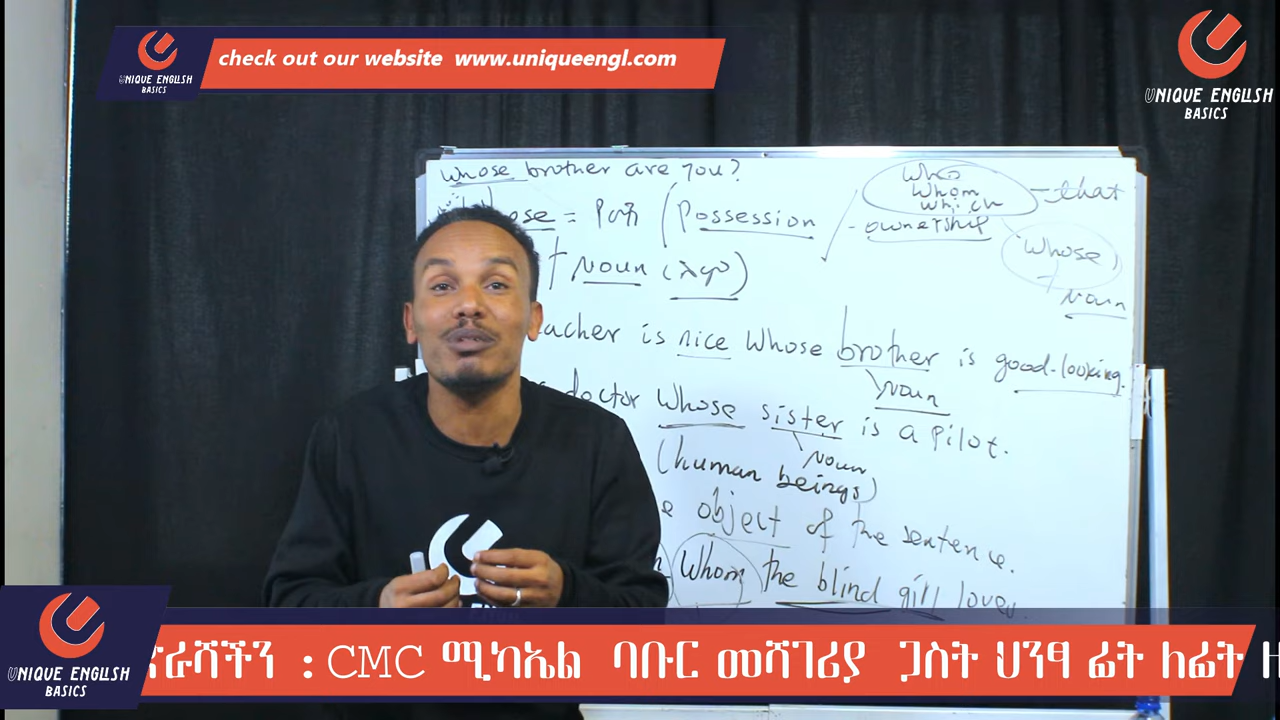 check out our website www.uniqueengl.com
UNIQUE ENGLISH
BASICS
UNIQUE ENGLISH
BASICS
whose brother are you?
who
whom
which
- that
whose = የማን (Possession
- ownership
whose
+ Noun (ስም)
+
Noun
acher is nice whose brother is good-looking.
Noun
doctor whose sister is a pilot.
Noun
(human beings)
e object of the sentence.
whom the blind girl loves
UNIQUE ENGLISH
BASICS
ድራሻችን : CMC ሚካኤል ባቡር መሻገሪያ ጋስት ህንፃ ፊት ለፊት